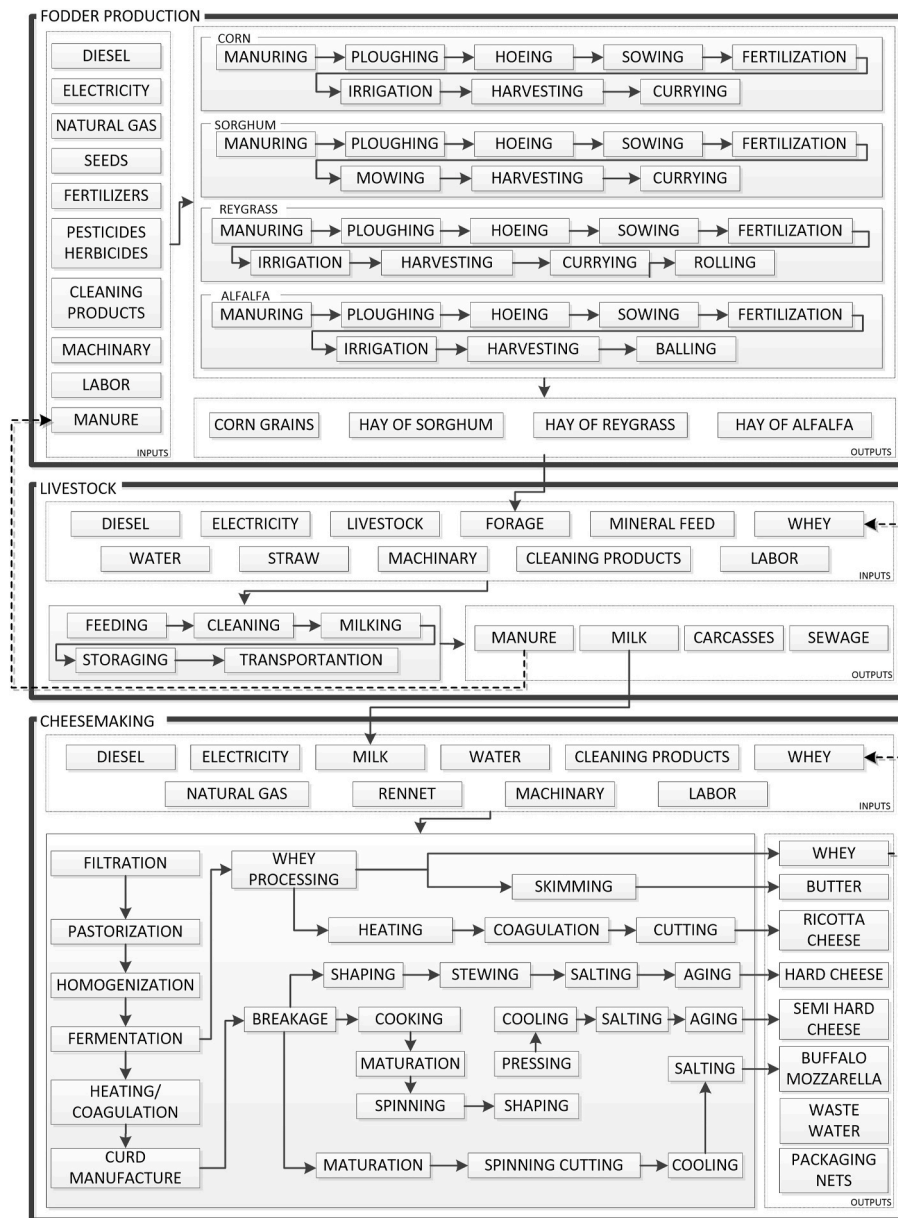 FODDER PRODUCTION
DIESEL
ELECTRICITY
NATURAL GAS
SEEDS
FERTILIZERS
PESTICIDES
HERBICIDES
CLEANING
PRODUCTS
MACHINARY
LABOR
MANURE
INPUTS
CORN
MANURING PLOUGHING HOEING SOWING FERTILIZATION
IRRIGATION HARVESTING CURRYING
SORGHUM
MANURING PLOUGHING HOEING SOWING FERTILIZATION
MOWING HARVESTING CURRYING
REYGRASS
MANURING PLOUGHING HOEING SOWING FERTILIZATION
IRRIGATION HARVESTING CURRYING ROLLING
ALFALFA
MANURING PLOUGHING HOEING SOWING FERTILIZATION
IRRIGATION HARVESTING BALLING
CORN GRAINS HAY OF SORGHUM HAY OF REYGRASS HAY OF ALFALFA
OUTPUTS
LIVESTOCK
DIESEL ELECTRICITY LIVESTOCK FORAGE MINERAL FEED WHEY
WATER STRAW MACHINARY CLEANING PRODUCTS LABOR
INPUTS
FEEDING CLEANING MILKING
STORAGING TRANSPORTANTION
MANURE MILK CARCASSES SEWAGE
OUTPUTS
CHEESEMAKING
DIESEL ELECTRICITY MILK WATER CLEANING PRODUCTS WHEY
NATURAL GAS RENNET MACHINARY LABOR
INPUTS
FILTRATION
PASTORIZATION
HOMOGENIZATION
FERMENTATION
HEATING/
COAGULATION
CURD
MANUFACTURE
WHEY
PROCESSING
SKIMMING
HEATING COAGULATION CUTTING
SHAPING STEWING SALTING AGING
BREAKAGE COOKING COOLING SALTING AGING
MATURATION PRESSING SALTING
SPINNING SHAPING
MATURATION SPINNING CUTTING COOLING
WHEY
BUTTER
RICOTTA
CHEESE
HARD CHEESE
SEMI HARD
CHEESE
BUFFALO
MOZZARELLA
WASTE
WATER
PACKAGING
NETS
OUTPUTS